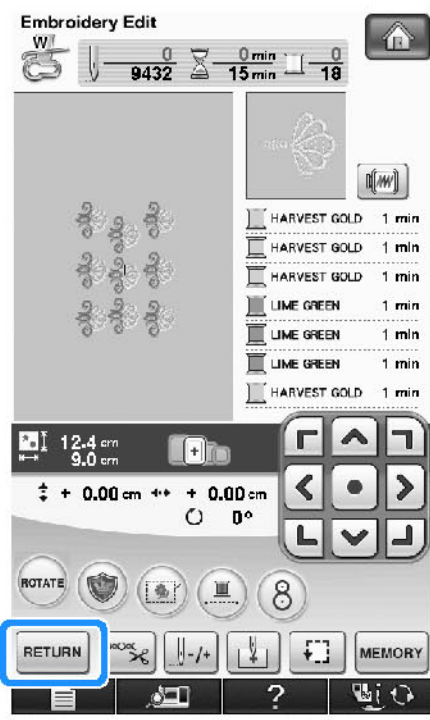 Embroidery Edit
W
0 0 min 0
9432 15 min 18
HARVEST GOLD 1 min
HARVEST GOLD 1 min
HARVEST GOLD 1 min
LIME GREEN 1 min
LIME GREEN 1 min
LIME GREEN 1 min
HARVEST GOLD 1 min
12.4 cm
9.0 cm
+ 0.00 cm + 0.00 cm
0°
ROTATE
RETURN -/+ MEMORY
?